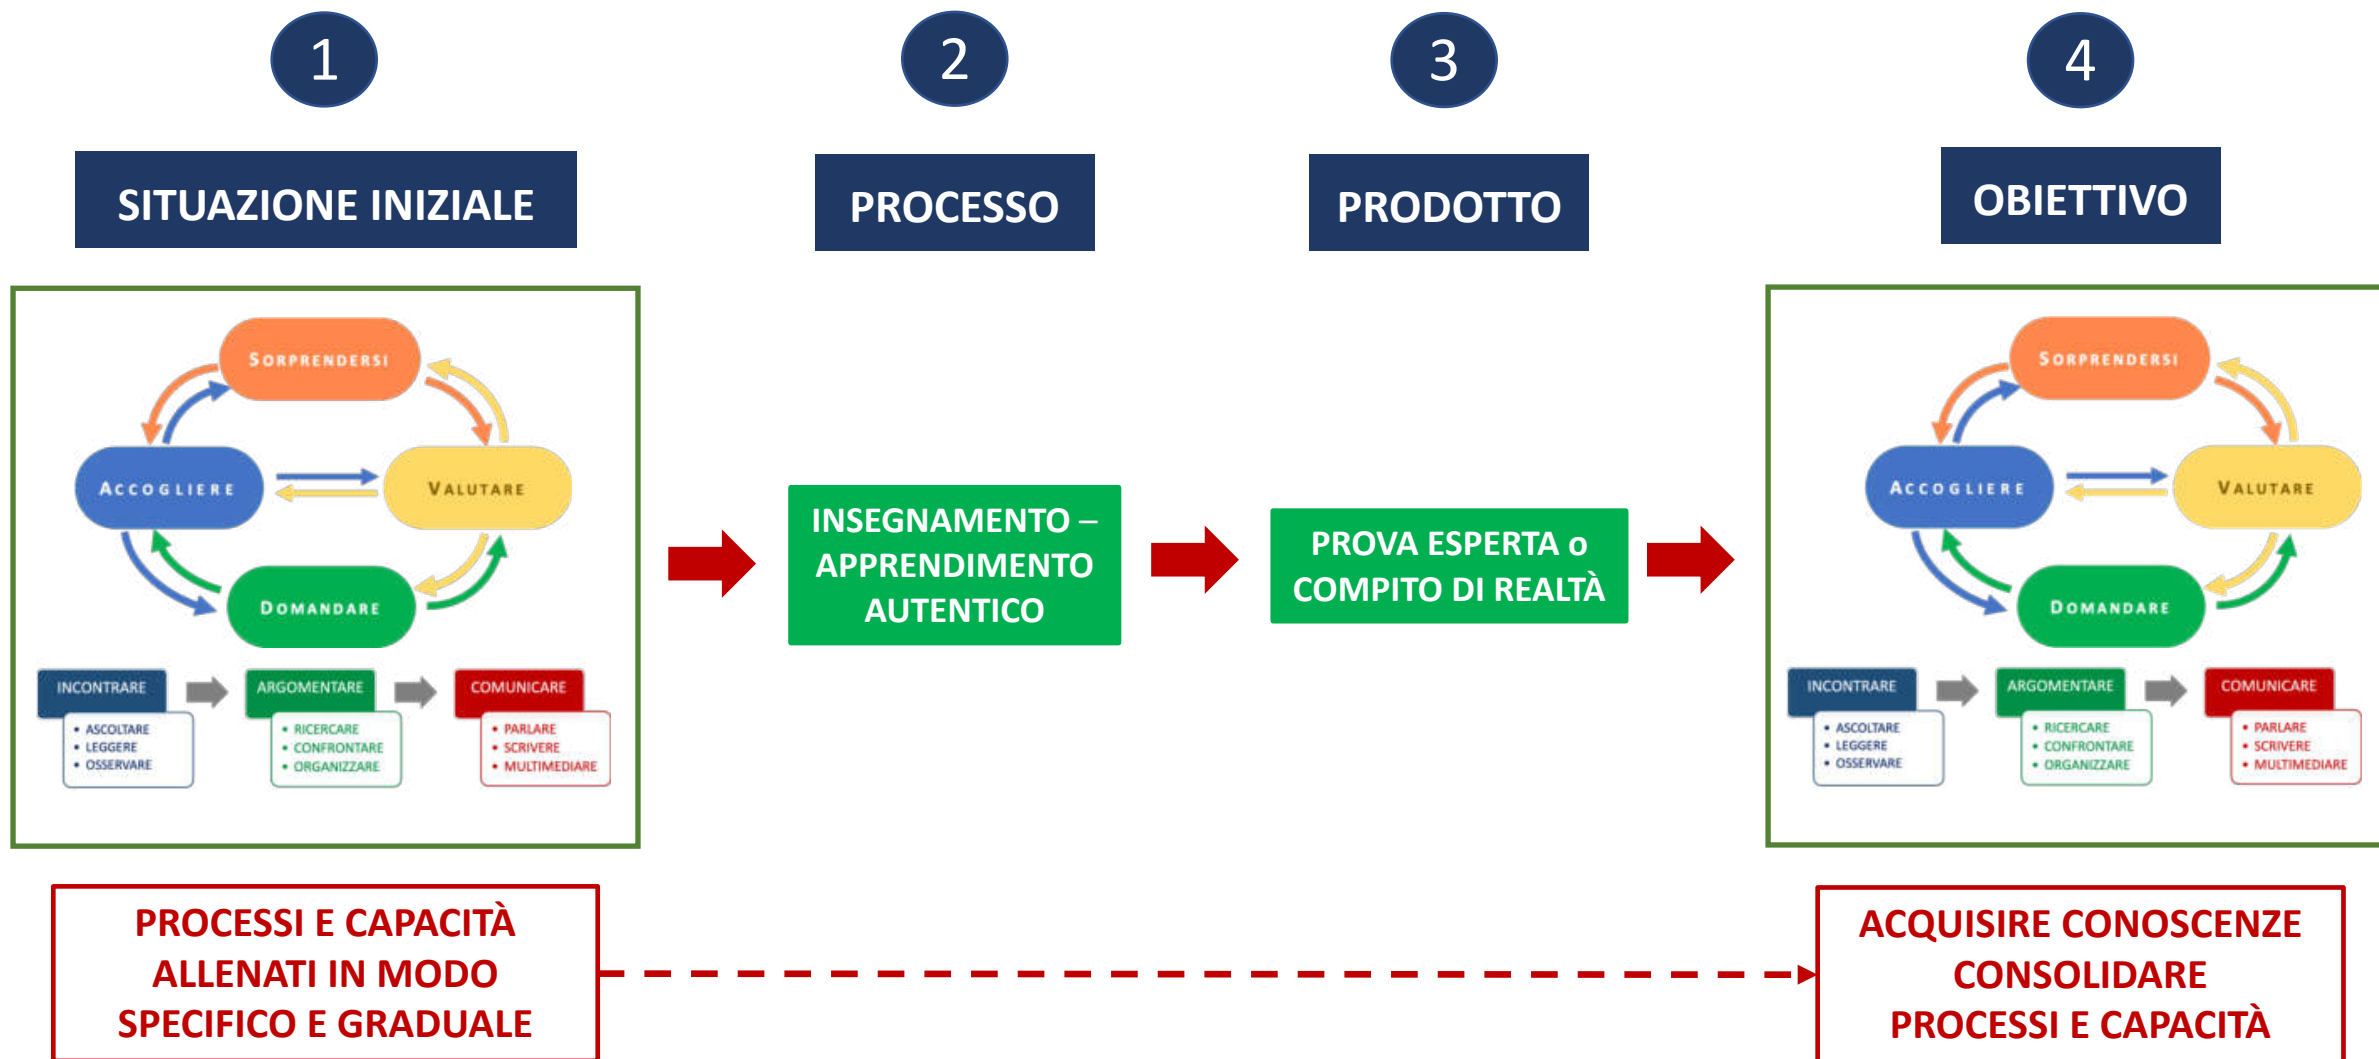 1
2
3
4
SITUAZIONE INIZIALE
PROCESSO
PRODOTTO
OBIETTIVO
SORPRENDERSI
ACCOGLIERE
VALUTARE
DOMANDARE
INCONTRARE
• ASCOLTARE
• LEGGERE
• OSSERVARE
ARGOMENTARE
• RICERCARE
• CONFRONTARE
• ORGANIZZARE
COMUNICARE
• PARLARE
• SCRIVERE
• MULTIMEDIARE
INSEGNAMENTO –
APPRENDIMENTO
AUTENTICO
PROVA ESPERTA o
COMPITO DI REALTÀ
SORPRENDERSI
ACCOGLIERE
VALUTARE
DOMANDARE
INCONTRARE
• ASCOLTARE
• LEGGERE
• OSSERVARE
ARGOMENTARE
• RICERCARE
• CONFRONTARE
• ORGANIZZARE
COMUNICARE
• PARLARE
• SCRIVERE
• MULTIMEDIARE
PROCESSI E CAPACITÀ
ALLENATI IN MODO
SPECIFICO E GRADUALE
ACQUISIRE CONOSCENZE
CONSOLIDARE
PROCESSI E CAPACITÀ